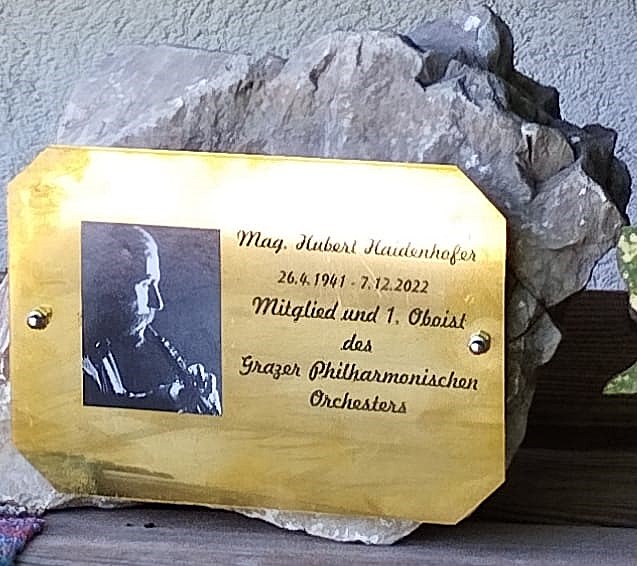 Mag. Hubert Haidenhofer
26.4.1941 - 7.12.2022
Mitglied und 1. Oboist
des
Grazer Philharmonischen
Orchesters